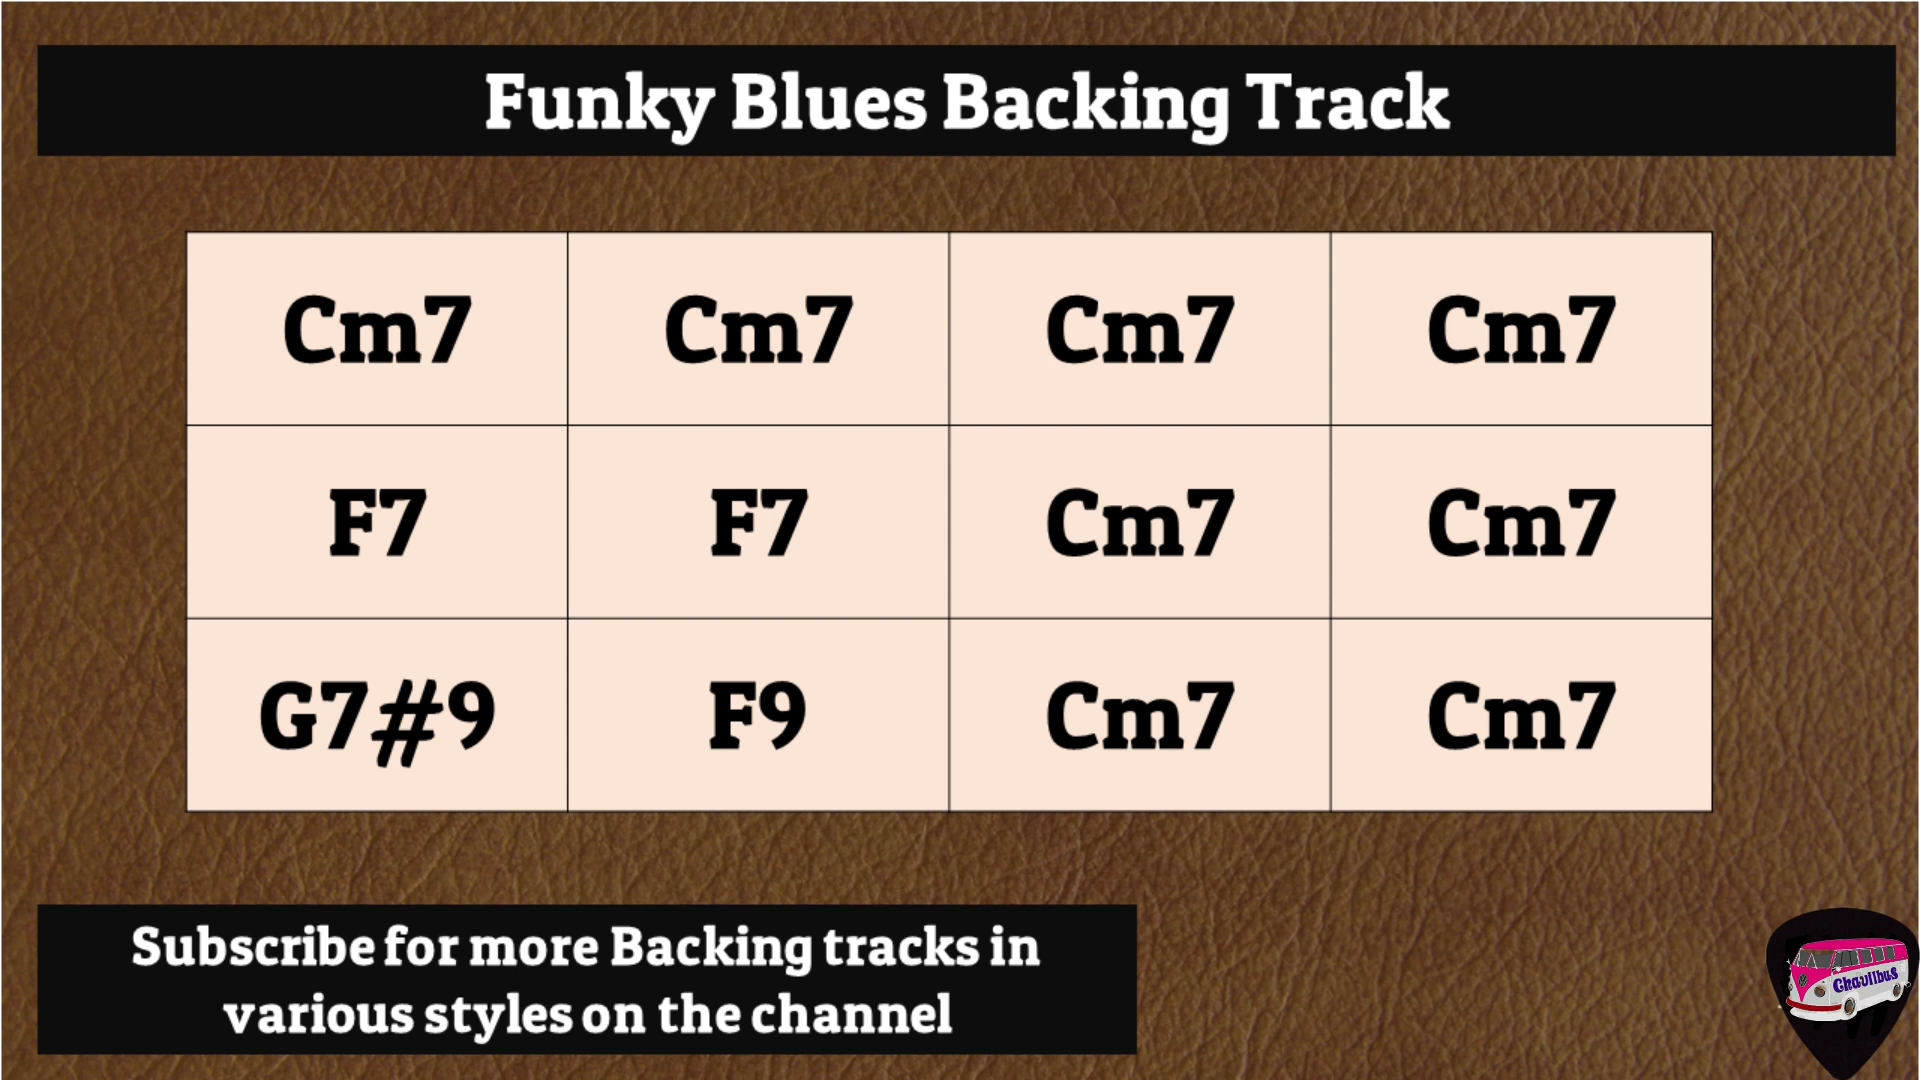 Funky Blues Backing Track
Cm7 Cm7 Cm7 Cm7
F7 F7 Cm7 Cm7
G7#9 F9 Cm7 Cm7
Subscribe for more Backing tracks in
various styles on the channel
Chavilbus